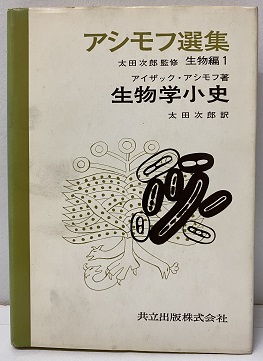 アシモフ選集
太田次郎監修 生物編1
アイザック・アシモフ著
生物学小史
太田次郎訳
共立出版株式会社